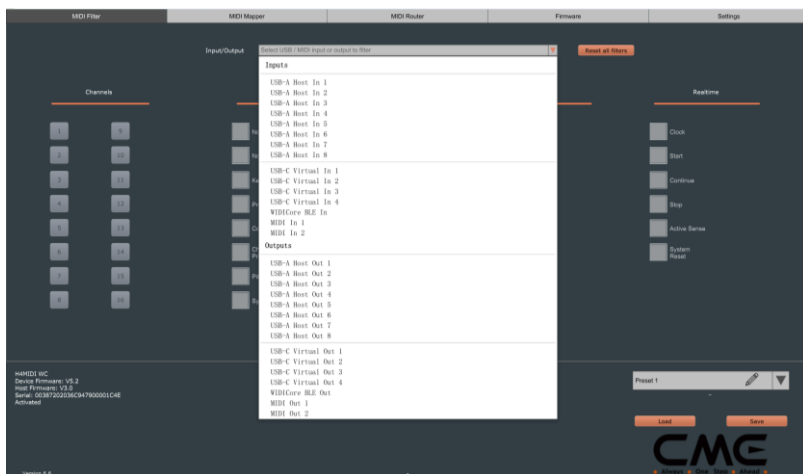 MIDI Filter
MIDI Mapper
MIDI Router
Firmware
Settings
Input/Output
Select USB / MIDI input or output to filter
Reset all filters
Inputs
USB-A Host In 1
USB-A Host In 2
USB-A Host In 3
USB-A Host In 4
USB-A Host In 5
USB-A Host In 6
USB-A Host In 7
USB-A Host In 8
USB-C Virtual In 1
USB-C Virtual In 2
USB-C Virtual In 3
USB-C Virtual In 4
WIDICore BLE In
MIDI In 1
MIDI In 2
Outputs
USB-A Host Out 1
USB-A Host Out 2
USB-A Host Out 3
USB-A Host Out 4
USB-A Host Out 5
USB-A Host Out 6
USB-A Host Out 7
USB-A Host Out 8
USB-C Virtual Out 1
USB-C Virtual Out 2
USB-C Virtual Out 3
USB-C Virtual Out 4
WIDICore BLE Out
MIDI Out 1
MIDI Out 2
Channels
1
9
2
10
3
11
4
12
5
13
6
14
7
15
8
16
Realtime
Clock
Start
Continue
Stop
Active Sense
System
Reset
H4MIDI WC
Device Firmware: V5.2
Host Firmware: V3.0
Serial: 00387202036C947900001C4E
Activated
Preset 1
-
Load
Save
CME
Always One Step Ahead